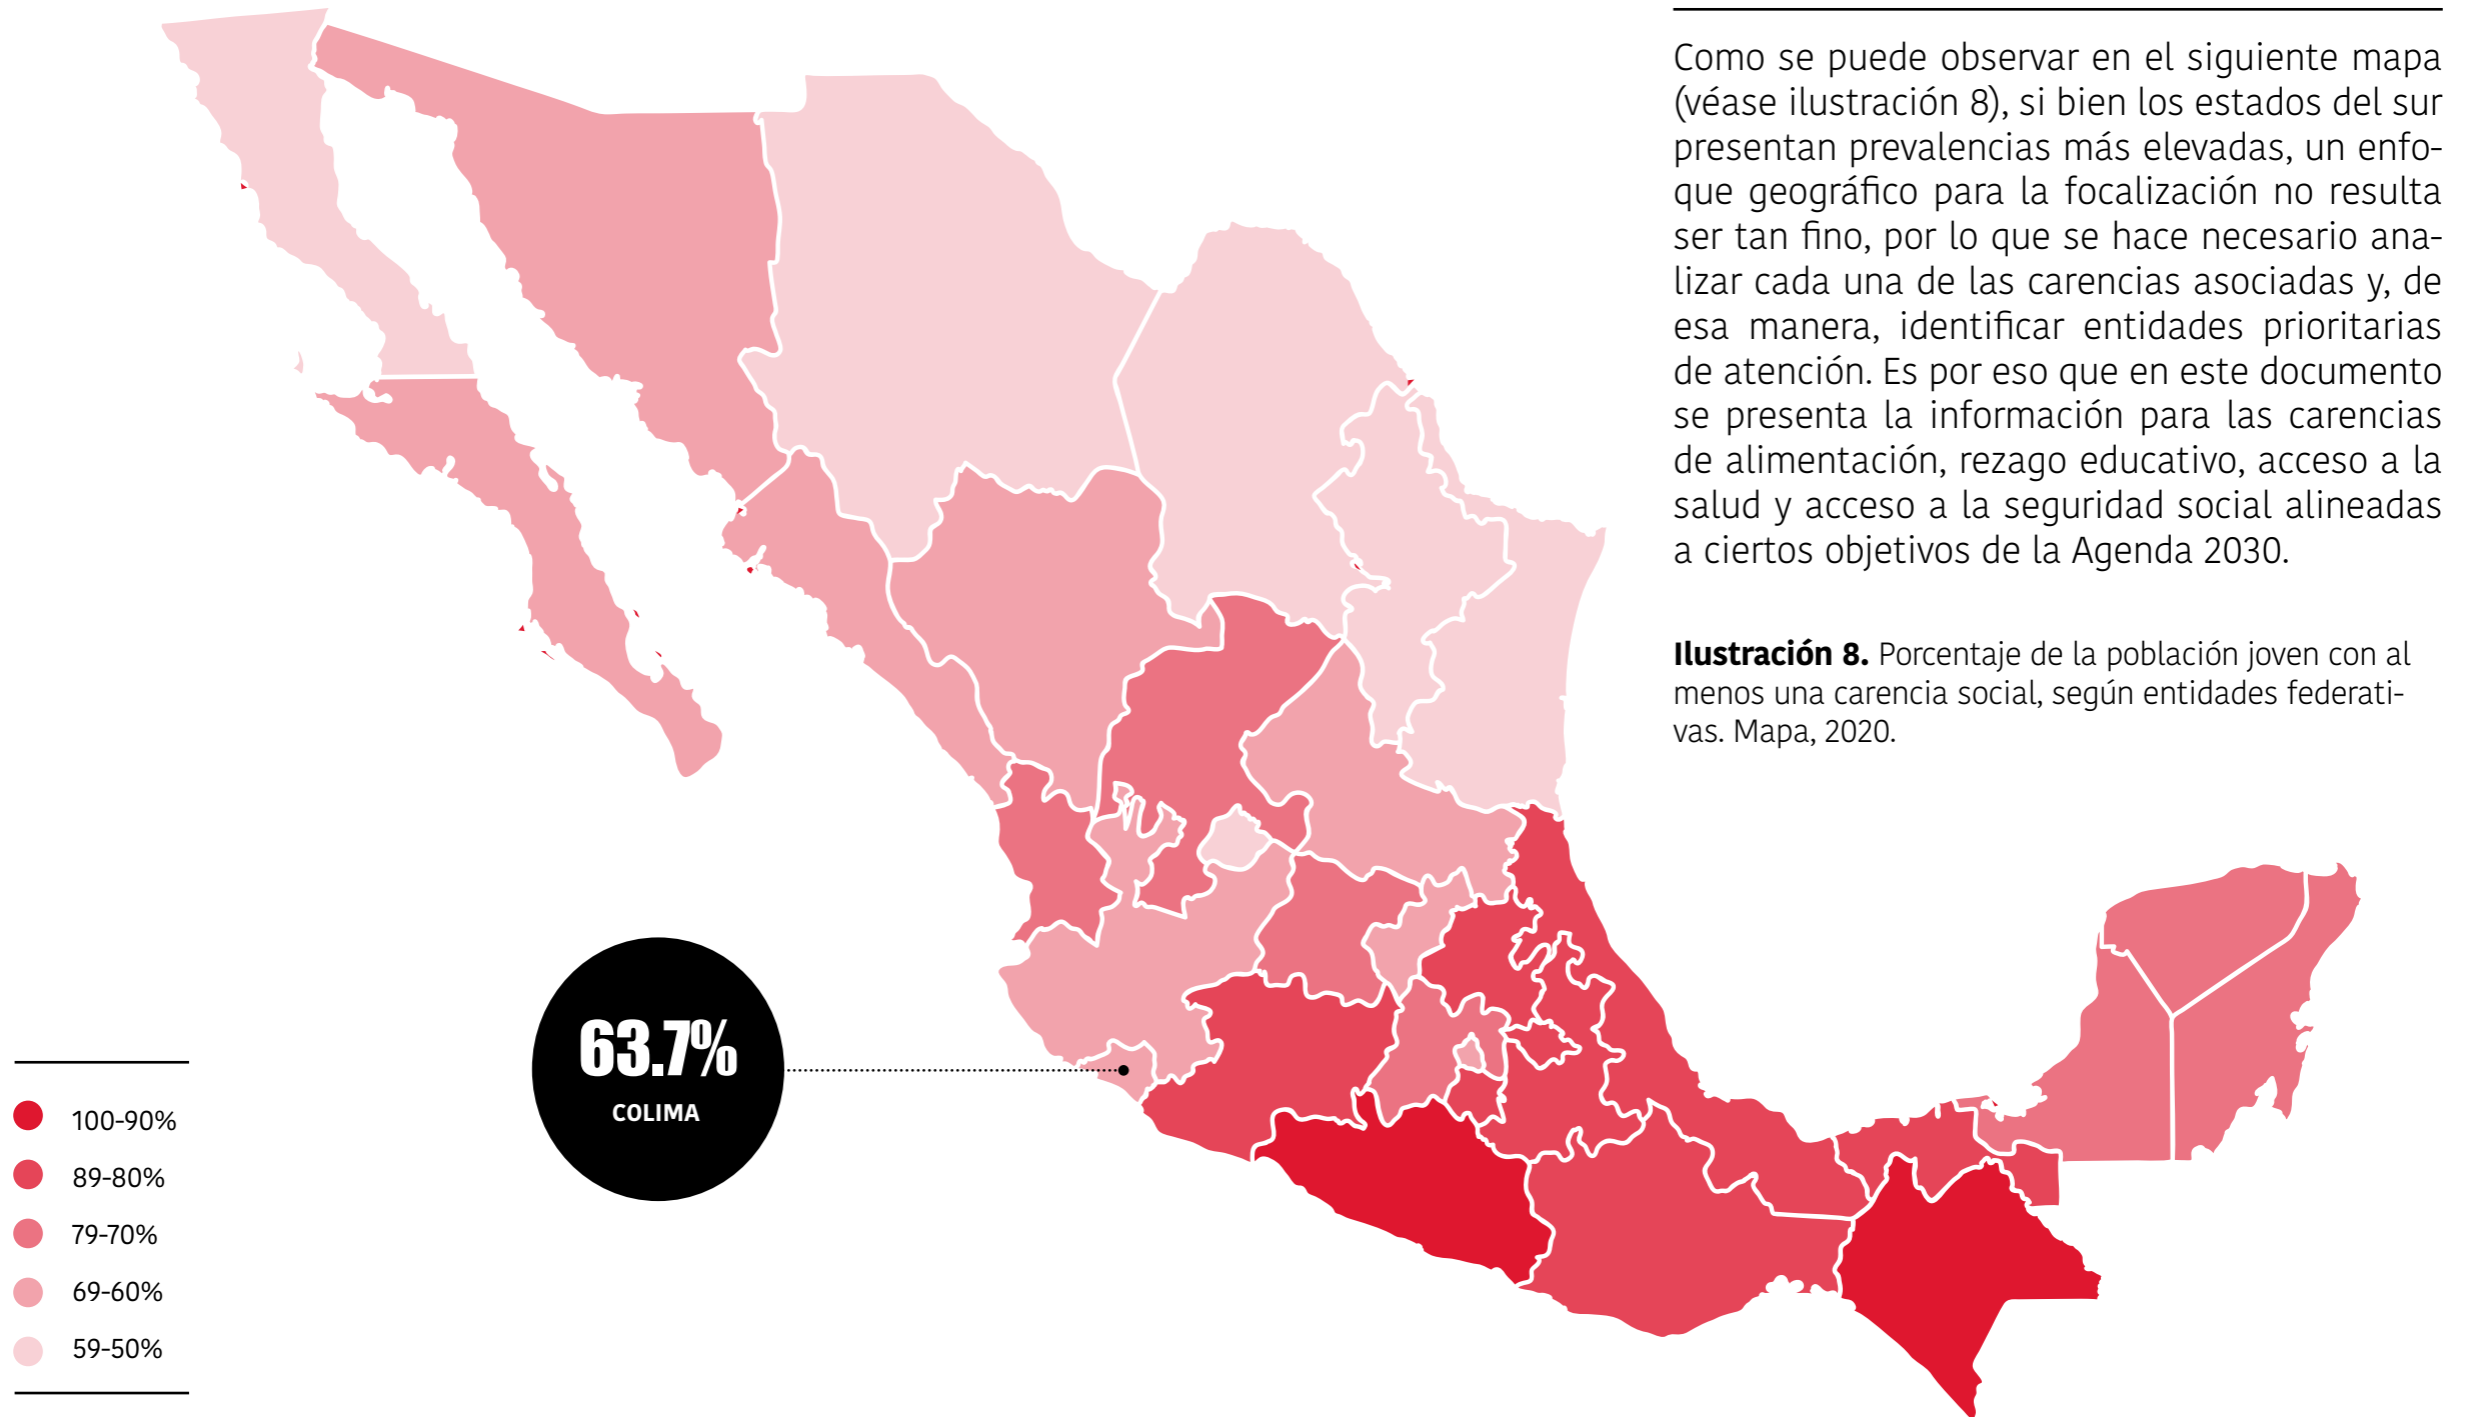 Como se puede observar en el siguiente mapa
(véase ilustración 8), si bien los estados del sur
presentan prevalencias más elevadas, un enfo-
que geográfico para la focalización no resulta
ser tan fino, por lo que se hace necesario ana-
lizar cada una de las carencias asociadas y, de
esa manera, identificar entidades prioritarias
de atención. Es por eso que en este documento
se presenta la información para las carencias
de alimentación, rezago educativo, acceso a la
salud y acceso a la seguridad social alineadas
a ciertos objetivos de la Agenda 2030.
Ilustración 8. Porcentaje de la población joven con al
menos una carencia social, según entidades federati-
vas. Mapa, 2020.
63.7%
COLIMA
100-90%
89-80%
79-70%
69-60%
59-50%